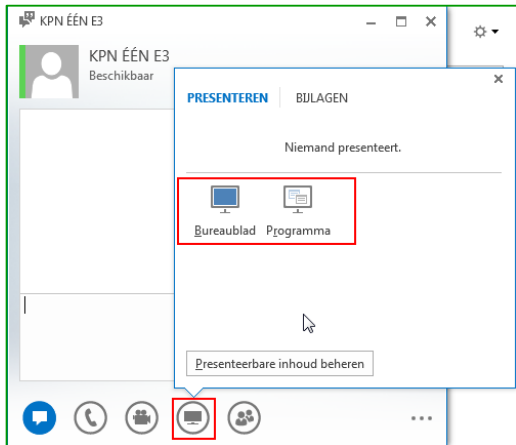 KPN ÉÉN E3
KPN ÉÉN E3
Beschikbaar
PRESENTEREN BIJLAGEN
Niemand presenteert.
Bureaublad Programma
Presenteerbare inhoud beheren